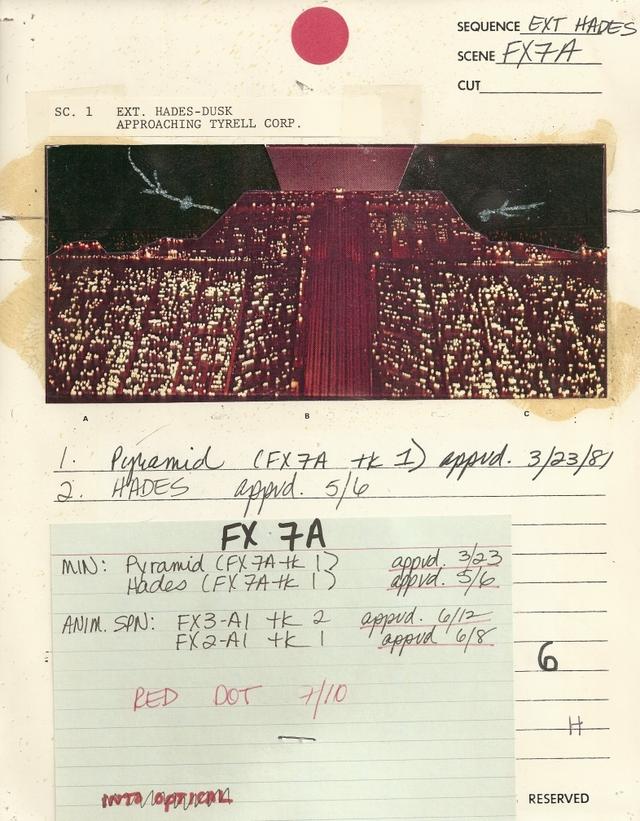 SEQUENCE EXT HADES
SCENE FX7A
CUT
SC. 1 EXT. HADES-DUSK
APPROACHING TYRELL CORP.
A B C
1. Pyramid (FX7A tk 1) appvd. 3/23/81
2. HADES appvd. 5/6
FX 7A
MIN: Pyramid (FX7A tk 1) appvd. 3/23
Hades (FX7A tk 1) appvd. 5/6
ANIM. SPN: FX3-A1 tk 2 appvd. 6/12
FX2-A1 tk 1 appvd 6/8
6
RED DOT 7/10
H
INTO OPTICAL
RESERVED